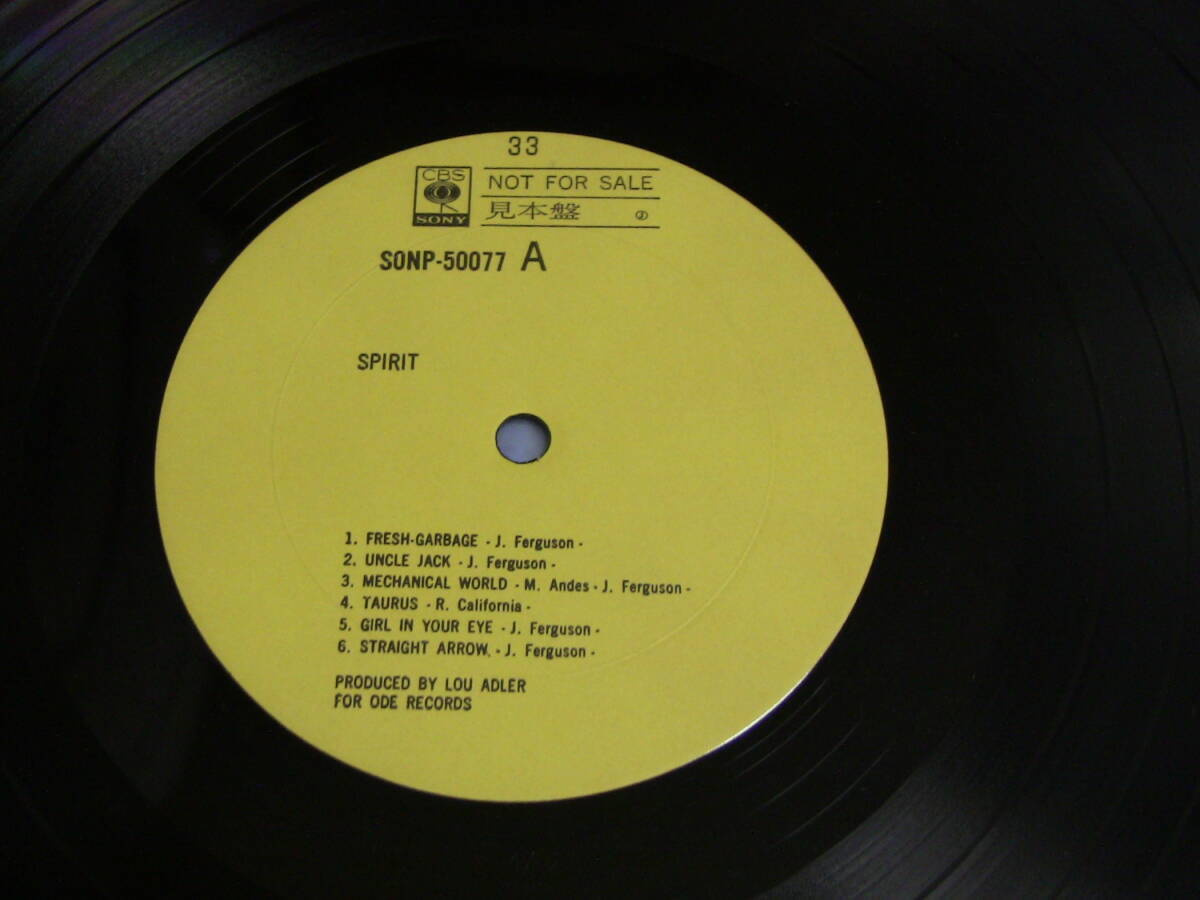 33
CBS
SONY
NOT FOR SALE
見本盤 Ⓙ
SONP-50077 A
SPIRIT
1. FRESH-GARBAGE - J. Ferguson -
2. UNCLE JACK - J. Ferguson -
3. MECHANICAL WORLD - M. Andes - J. Ferguson -
4. TAURUS - R. California -
5. GIRL IN YOUR EYE - J. Ferguson -
6. STRAIGHT ARROW. - J. Ferguson -
PRODUCED BY LOU ADLER
FOR ODE RECORDS